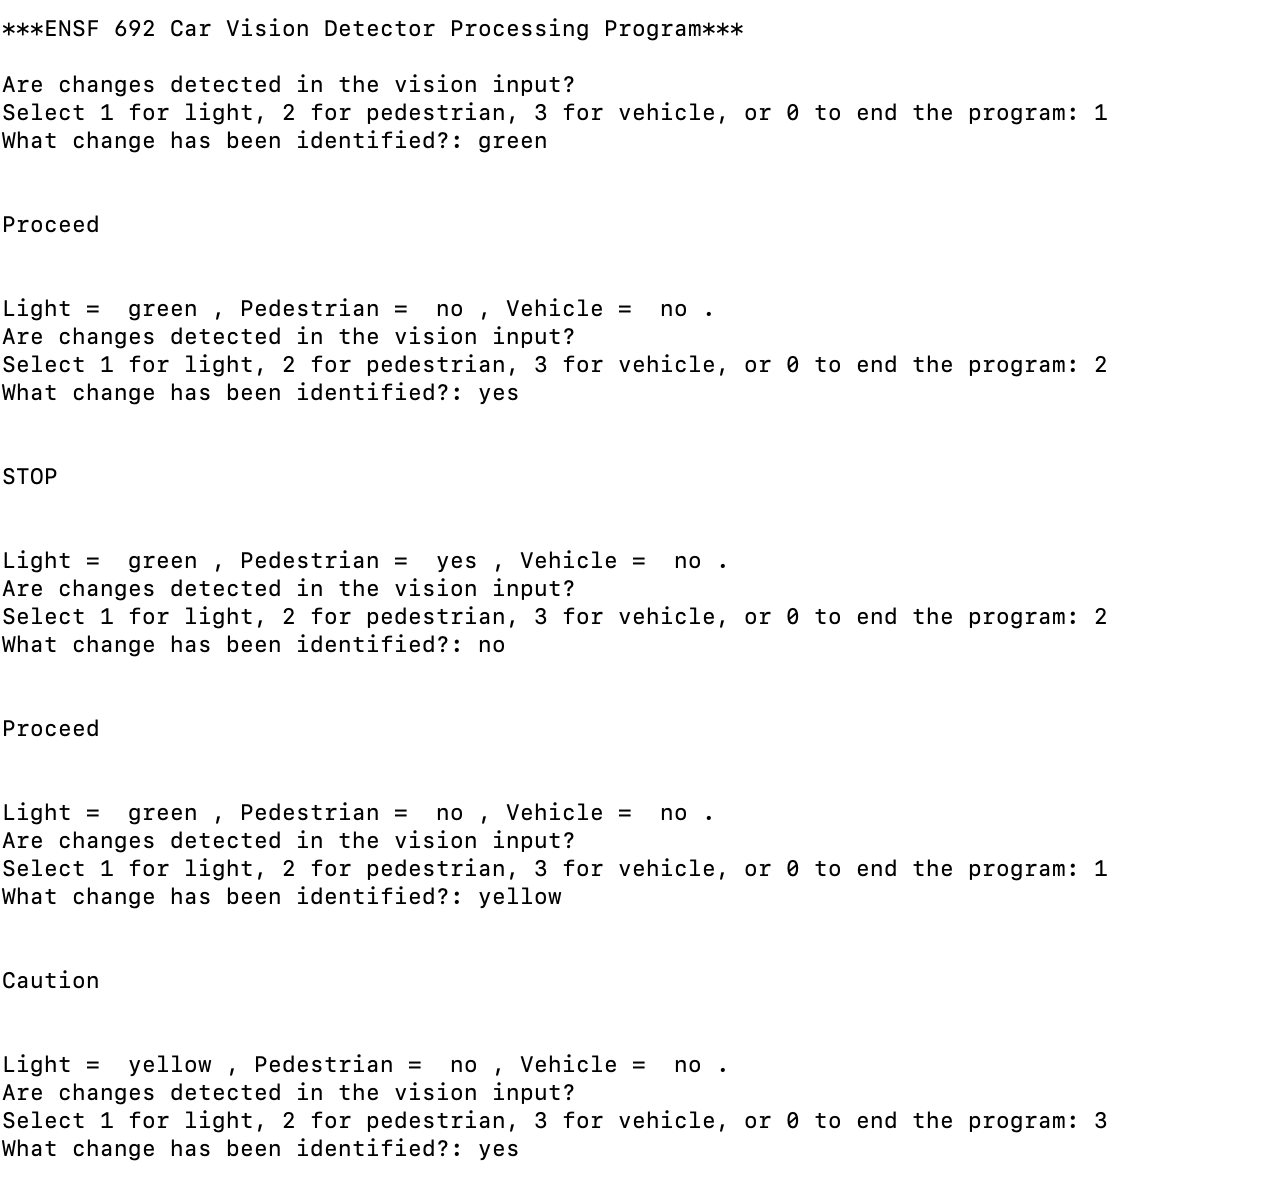 ***ENSF 692 Car Vision Detector Processing Program***
Are changes detected in the vision input?
Select 1 for light, 2 for pedestrian, 3 for vehicle, or 0 to end the program: 1
What change has been identified?: green
Proceed
Light =  green , Pedestrian =  no , Vehicle =  no .
Are changes detected in the vision input?
Select 1 for light, 2 for pedestrian, 3 for vehicle, or 0 to end the program: 2
What change has been identified?: yes
STOP
Light =  green , Pedestrian =  yes , Vehicle =  no .
Are changes detected in the vision input?
Select 1 for light, 2 for pedestrian, 3 for vehicle, or 0 to end the program: 2
What change has been identified?: no
Proceed
Light =  green , Pedestrian =  no , Vehicle =  no .
Are changes detected in the vision input?
Select 1 for light, 2 for pedestrian, 3 for vehicle, or 0 to end the program: 1
What change has been identified?: yellow
Caution
Light =  yellow , Pedestrian =  no , Vehicle =  no .
Are changes detected in the vision input?
Select 1 for light, 2 for pedestrian, 3 for vehicle, or 0 to end the program: 3
What change has been identified?: yes